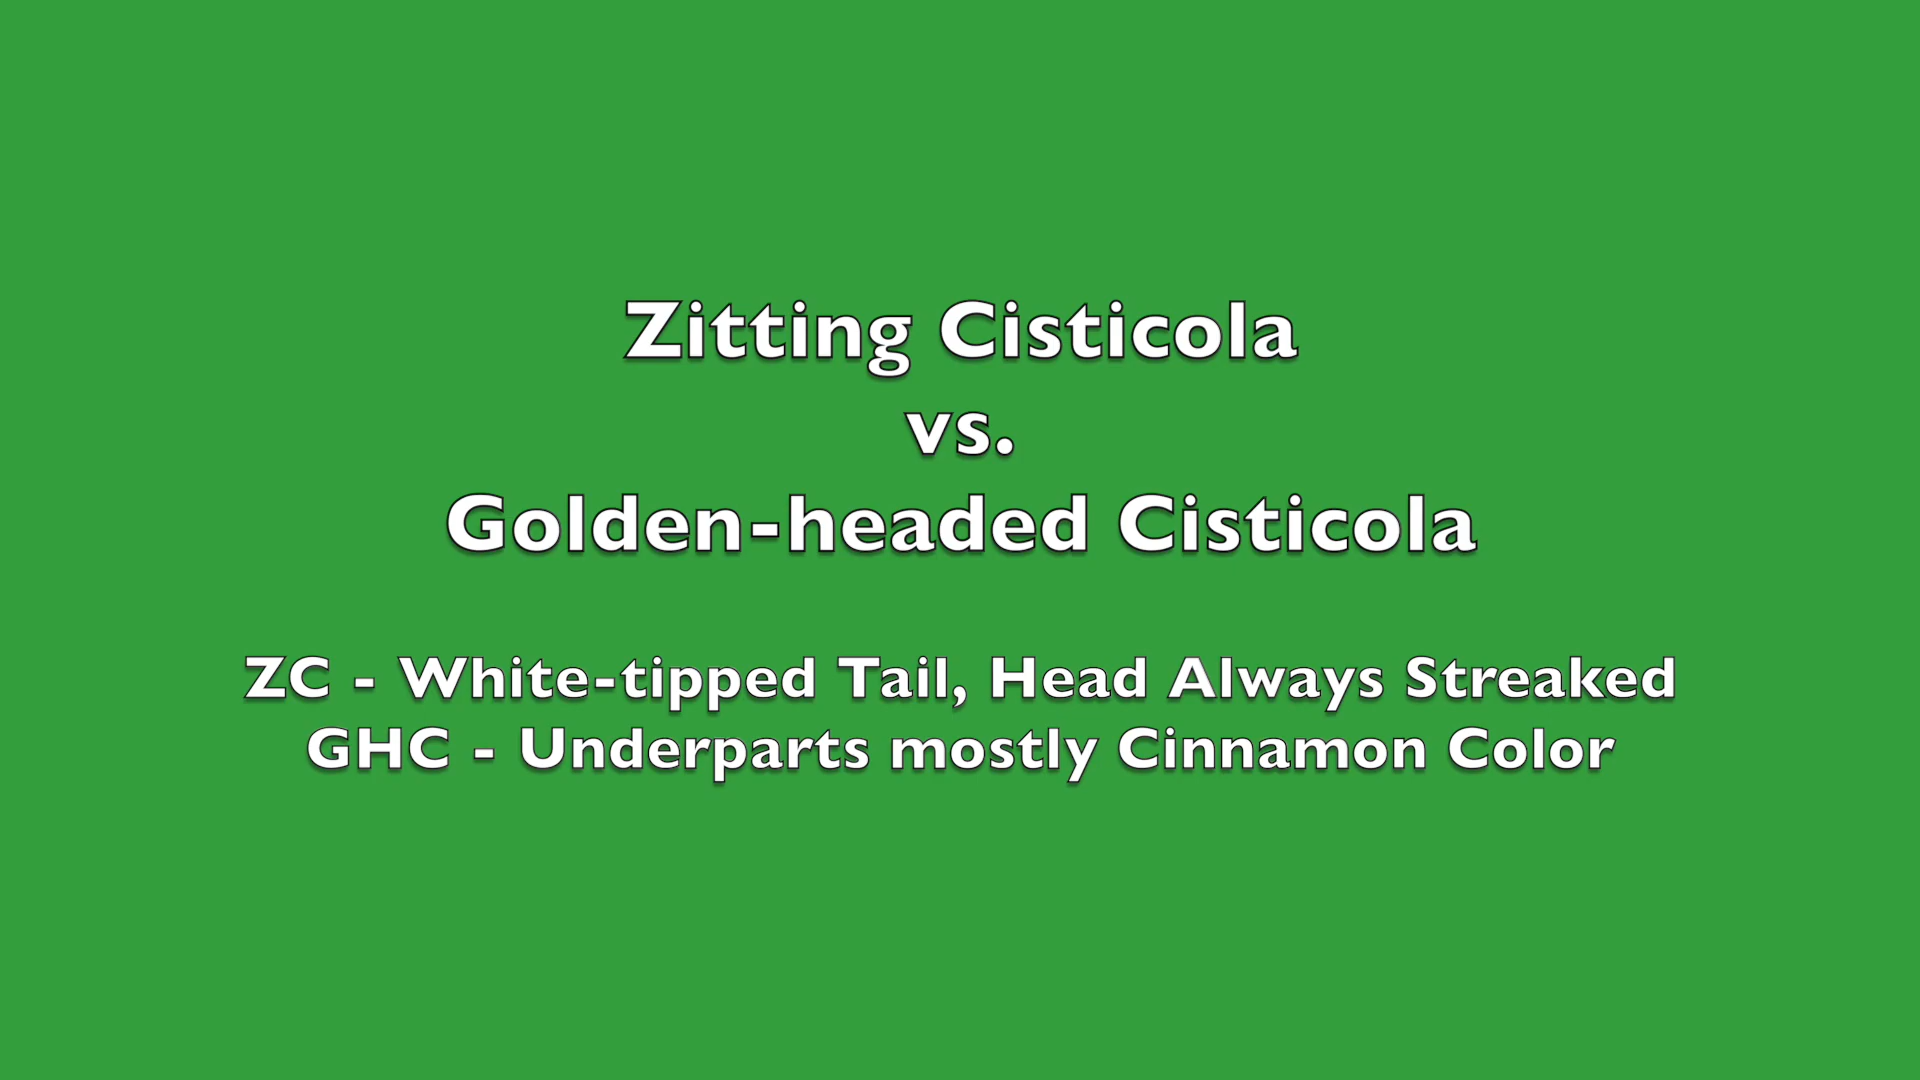 Zitting Cisticola
vs.
Golden-headed Cisticola
ZC - White-tipped Tail, Head Always Streaked
GHC - Underparts mostly Cinnamon Color